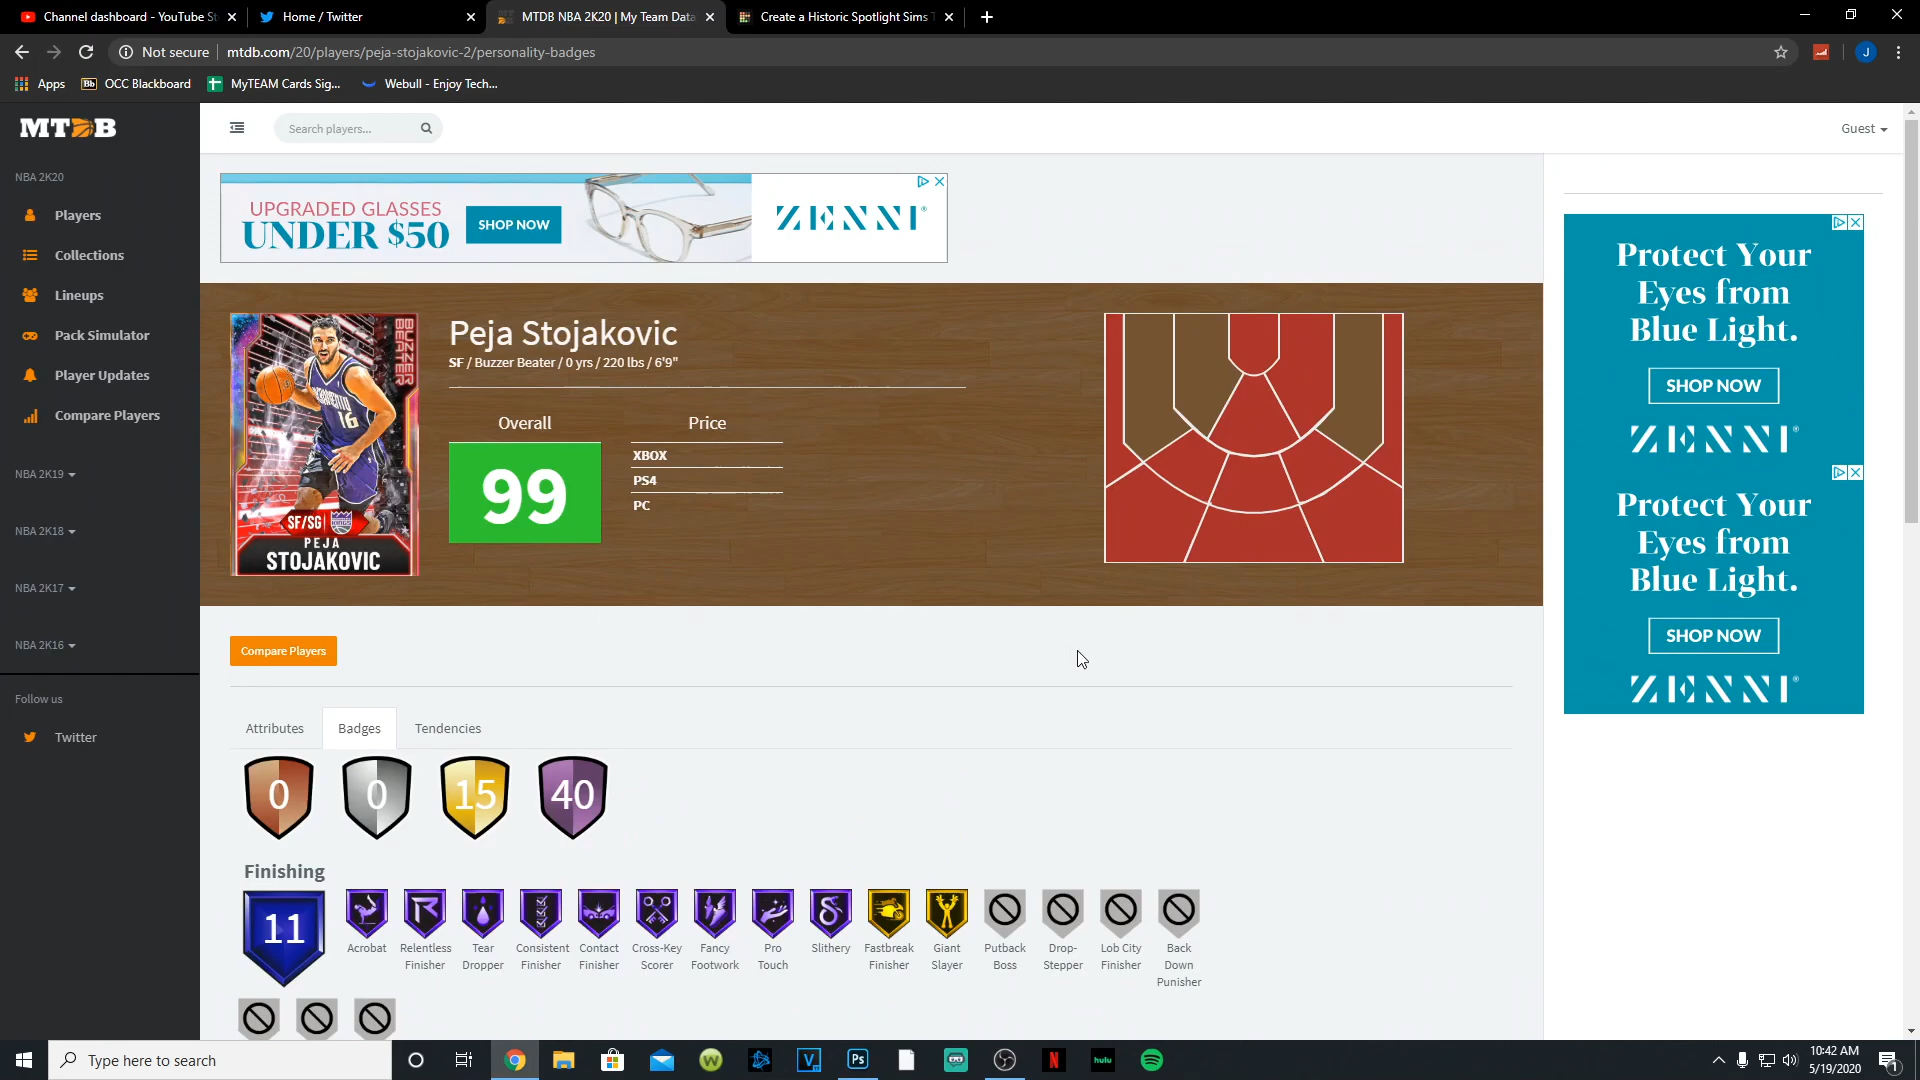 Channel dashboard - YouTube St
Home / Twitter
MTDB NBA 2K20 | My Team Data
Create a Historic Spotlight Sims T
Not secure
mtdb.com/20/players/peja-stojakovic-2/personality-badges
J
Apps
Bb OCC Blackboard
MyTEAM Cards Sig...
Webull - Enjoy Tech...
MTDB
Search players...
Guest
NBA 2K20
Players
Collections
Lineups
Pack Simulator
Player Updates
Compare Players
NBA 2K19
NBA 2K18
NBA 2K17
NBA 2K16
Follow us
Twitter
UPGRADED GLASSES
UNDER $50
SHOP NOW
ZENNI®
Peja Stojakovic
SF / Buzzer Beater / 0 yrs / 220 lbs / 6'9"
Overall
99
Price
XBOX
PS4
PC
BUZZER
BEATER
SACRAMENTO
16
SF/SG
KINGS
PEJA
STOJAKOVIC
Protect Your
Eyes from
Blue Light.
SHOP NOW
ZENNI®
Protect Your
Eyes from
Blue Light.
SHOP NOW
ZENNI®
Compare Players
Attributes
Badges
Tendencies
0
0
15
40
Finishing
11
Acrobat
Relentless
Finisher
Tear
Dropper
Consistent
Finisher
Contact
Finisher
Cross-Key
Scorer
Fancy
Footwork
Pro
Touch
Slithery
Fastbreak
Finisher
Giant
Slayer
Putback
Boss
Drop-
Stepper
Lob City
Finisher
Back
Down
Punisher
Type here to search
W
V
Ps
N
hulu
10:42 AM
5/19/2020
1